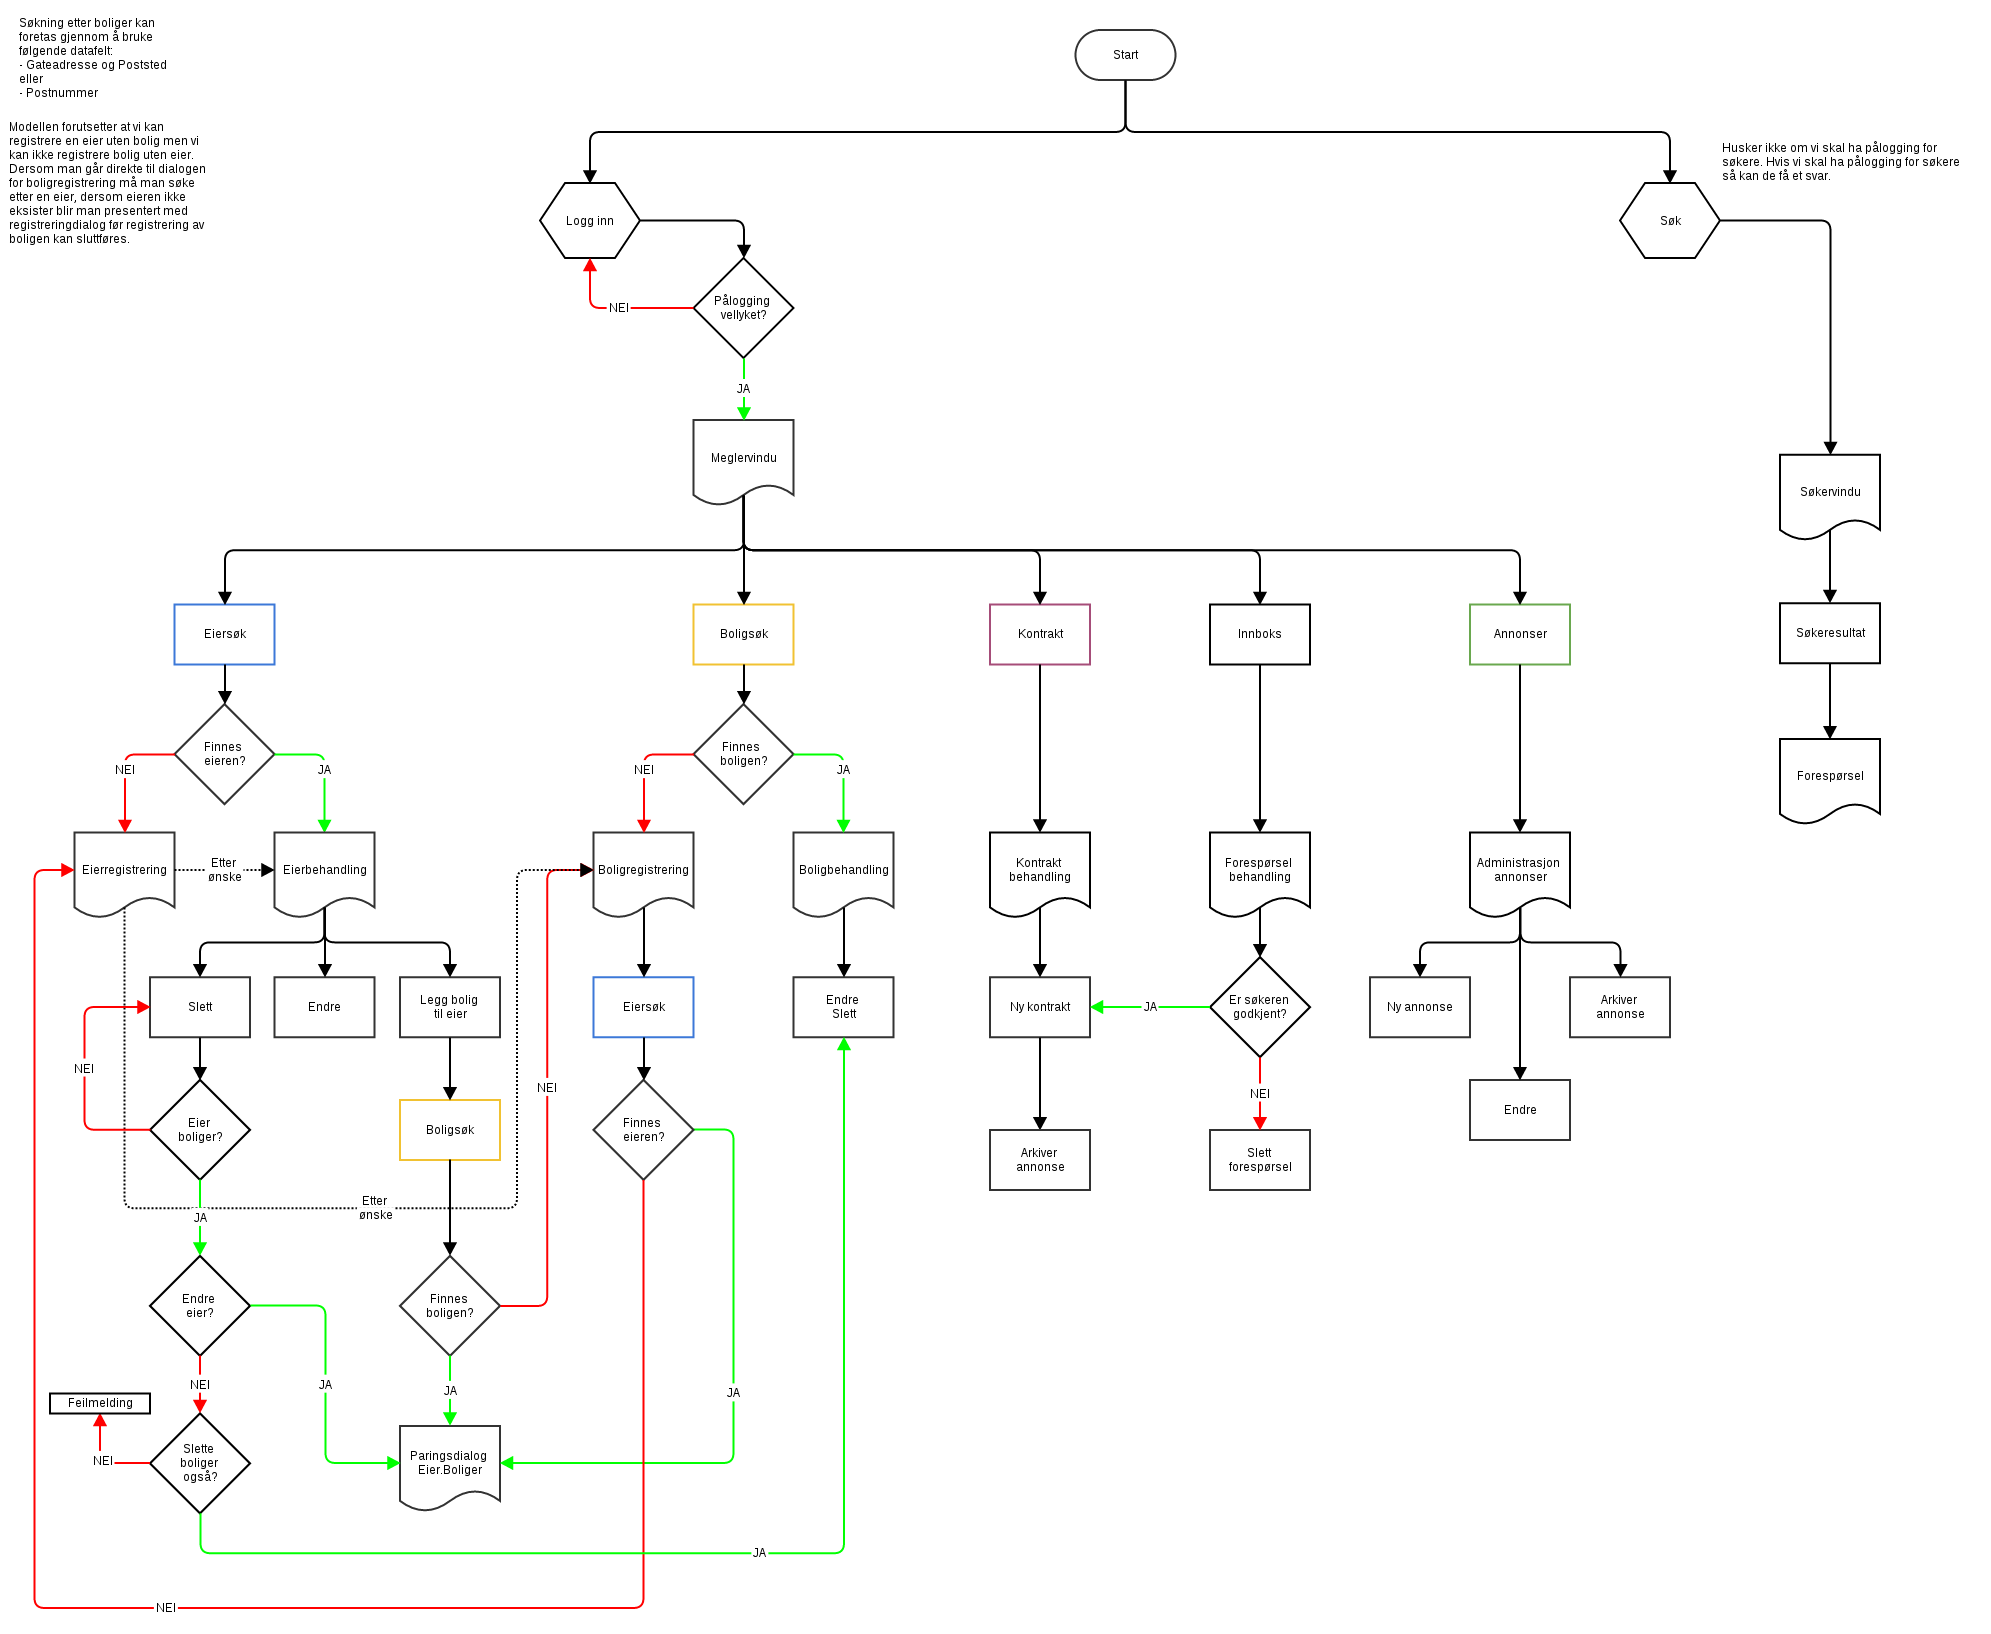 Søkning etter boliger kan
foretas gjennom å bruke
følgende datafelt:
- Gateadresse og Poststed
eller
- Postnummer
Modellen forutsetter at vi kan
registrere en eier uten bolig men vi
kan ikke registrere bolig uten eier.
Dersom man går direkte til dialogen
for boligregistrering må man søke
etter en eier, dersom eieren ikke
eksister blir man presentert med
registreringdialog før registrering av
boligen kan sluttføres.
Start
Husker ikke om vi skal ha pålogging for
søkere. Hvis vi skal ha pålogging for søkere
så kan de få et svar.
Logg inn
Søk
Pålogging
vellyket?
NEI
JA
Meglervindu
Søkervindu
Eiersøk
Boligsøk
Kontrakt
Innboks
Annonser
Søkeresultat
Finnes
eieren?
NEI
JA
Finnes
boligen?
NEI
JA
Forespørsel
Eierregistrering
Etter
ønske
Eierbehandling
Boligregistrering
Boligbehandling
Kontrakt
behandling
Forespørsel
behandling
Administrasjon
annonser
Slett
Endre
Legg bolig
til eier
Eiersøk
Endre
Slett
Ny kontrakt
JA
Er søkeren
godkjent?
Ny annonse
Arkiver
annonse
NEI
NEI
NEI
Eier
boliger?
Boligsøk
Finnes
eieren?
Arkiver
annonse
Slett
forespørsel
Endre
Etter
ønske
JA
Endre
eier?
Finnes
boligen?
NEI
JA
JA
JA
Feilmelding
NEI
Slette
boliger
også?
Paringsdialog
Eier.Boliger
JA
NEI